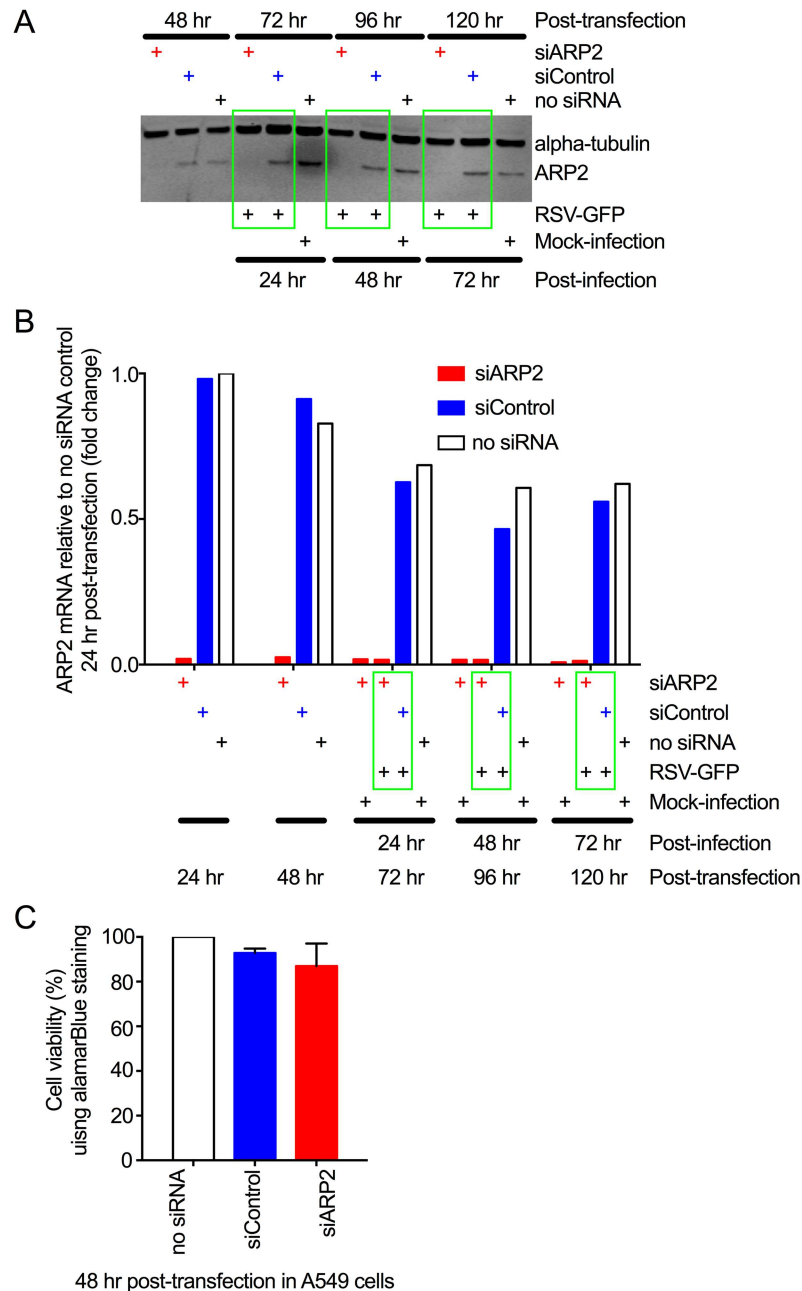 A
48 hr 72 hr 96 hr 120 hr Post-transfection
+ + + + siARP2
+ + + + siControl
+ + + + no siRNA
alpha-tubulin
ARP2
+ + + + + + RSV-GFP
+ + + Mock-infection
24 hr 48 hr 72 hr Post-infection
B
ARP2 mRNA relative to no siRNA control
24 hr post-transfection (fold change)
1.0
0.5
0.0
siARP2
siControl
no siRNA
+ + + + + + + + siARP2
+ + + + + siControl
+ + + + + no siRNA
+ + + + + + RSV-GFP
+ + + + + + Mock-infection
24 hr 48 hr 72 hr Post-infection
24 hr 48 hr 72 hr 96 hr 120 hr Post-transfection
C
Cell viability (%)
uisng alamarBlue staining
100
80
60
40
20
0
no siRNA
siControl
siARP2
48 hr post-transfection in A549 cells